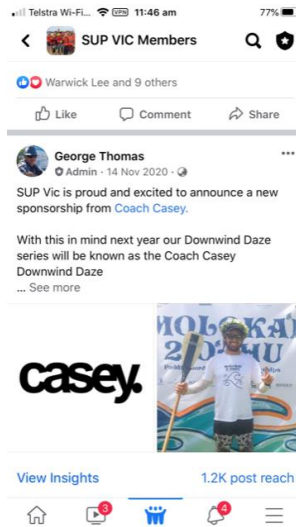 Telstra Wi-Fi... VPN 11:46 am 77%
SUP VIC Members
Warwick Lee and 9 others
Like Comment Share
George Thomas
Admin · 14 Nov 2020 ·
SUP Vic is proud and excited to announce a new
sponsorship from Coach Casey.
With this in mind next year our Downwind Daze
series will be known as the Coach Casey
Downwind Daze
... See more
MOLOKAI
2 OAHU
casey.
View Insights 1.2K post reach
3
4